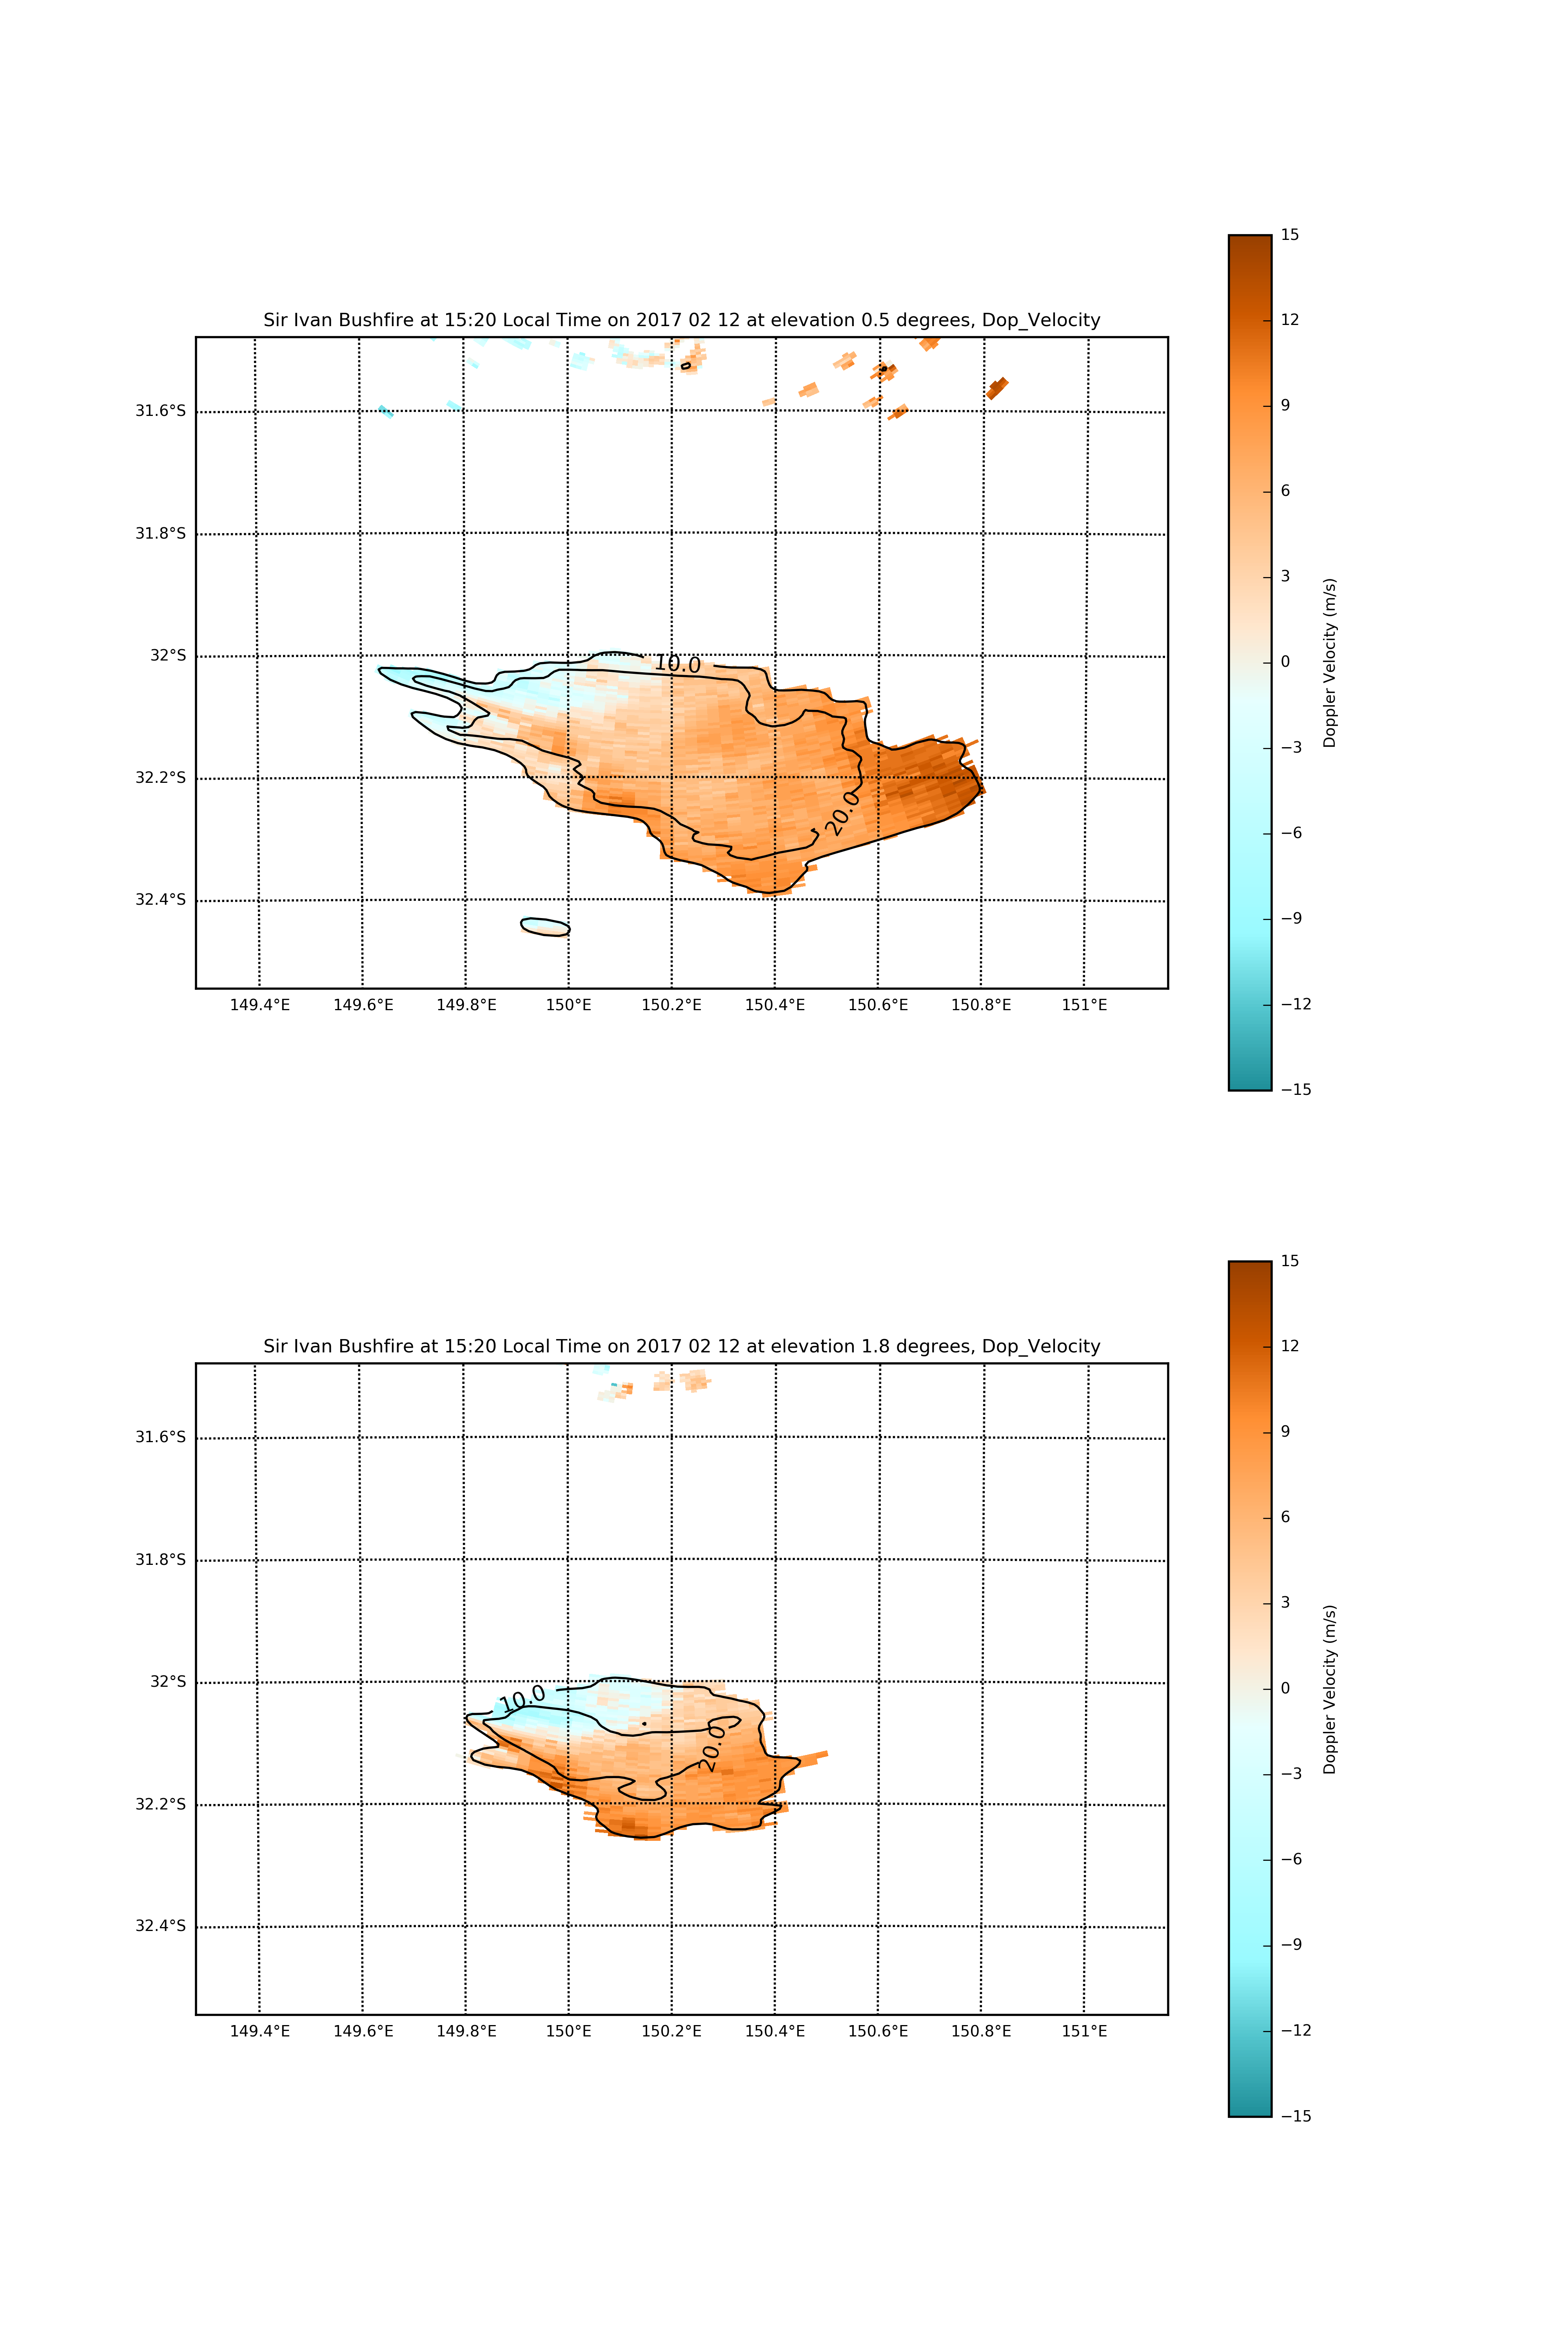 Sir Ivan Bushfire at 15:20 Local Time on 2017 02 12 at elevation 0.5 degrees, Dop_Velocity
31.6°S
31.8°S
32°S
32.2°S
32.4°S
10.0
20.0
149.4°E 149.6°E 149.8°E 150°E 150.2°E 150.4°E 150.6°E 150.8°E 151°E
15
12
9
6
3
0
−3
−6
−9
−12
−15
Doppler Velocity (m/s)
Sir Ivan Bushfire at 15:20 Local Time on 2017 02 12 at elevation 1.8 degrees, Dop_Velocity
31.6°S
31.8°S
32°S
32.2°S
32.4°S
10.0
20.0
149.4°E 149.6°E 149.8°E 150°E 150.2°E 150.4°E 150.6°E 150.8°E 151°E
15
12
9
6
3
0
−3
−6
−9
−12
−15
Doppler Velocity (m/s)